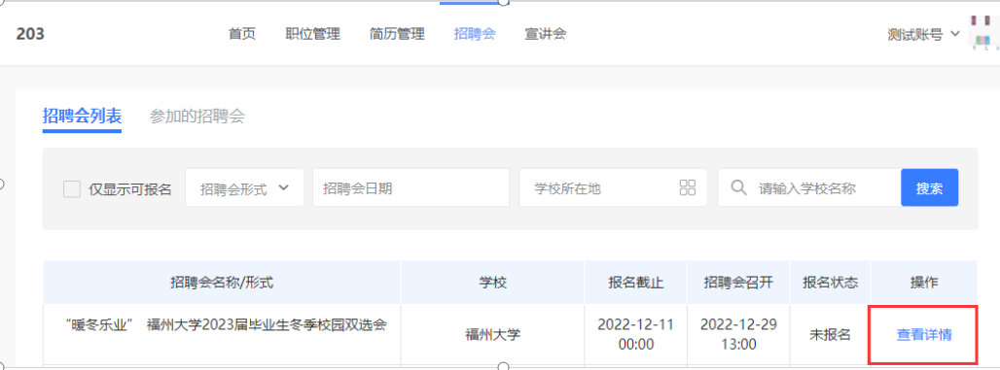 203 首页 职位管理 简历管理 招聘会 宣讲会 测试账号
招聘会列表 参加的招聘会
仅显示可报名 招聘会形式 招聘会日期 学校所在地 请输入学校名称 搜索
招聘会名称/形式 学校 报名截止 招聘会召开 报名状态 操作
“暖冬乐业” 福州大学2023届毕业生冬季校园双选会 福州大学 2022-12-11 00:00 2022-12-29 13:00 未报名 查看详情